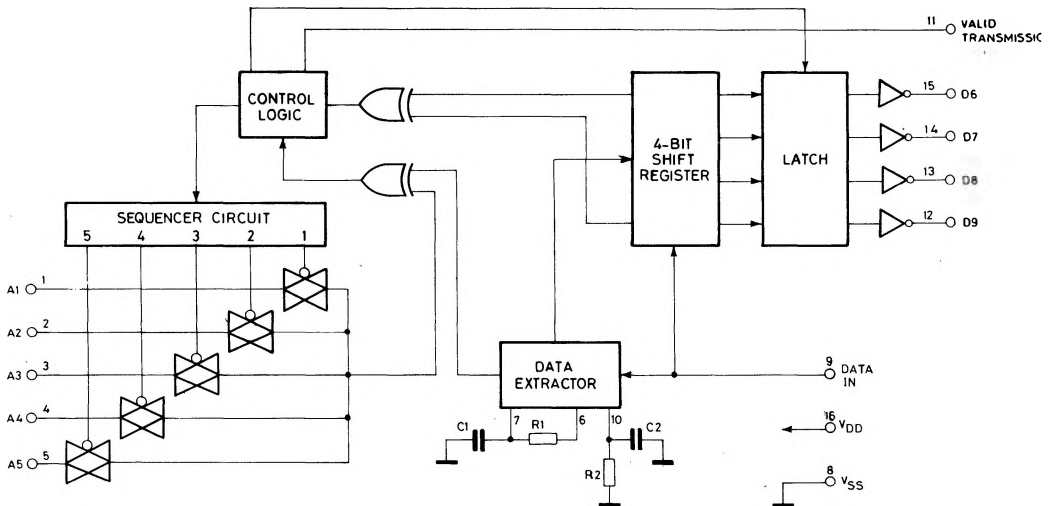 11 VALID
TRANSMISSIC
CONTROL
LOGIC
4-BIT
SHIFT
REGISTER
LATCH
15 D6
14 D7
13 D8
12 D9
SEQUENCER CIRCUIT
5 4 3 2 1
A1 1
A2 2
A3 3
A4 4
A5 5
DATA
EXTRACTOR
9 DATA
IN
7 6 10
C1 R1 C2
R2
16 VDD
8 VSS